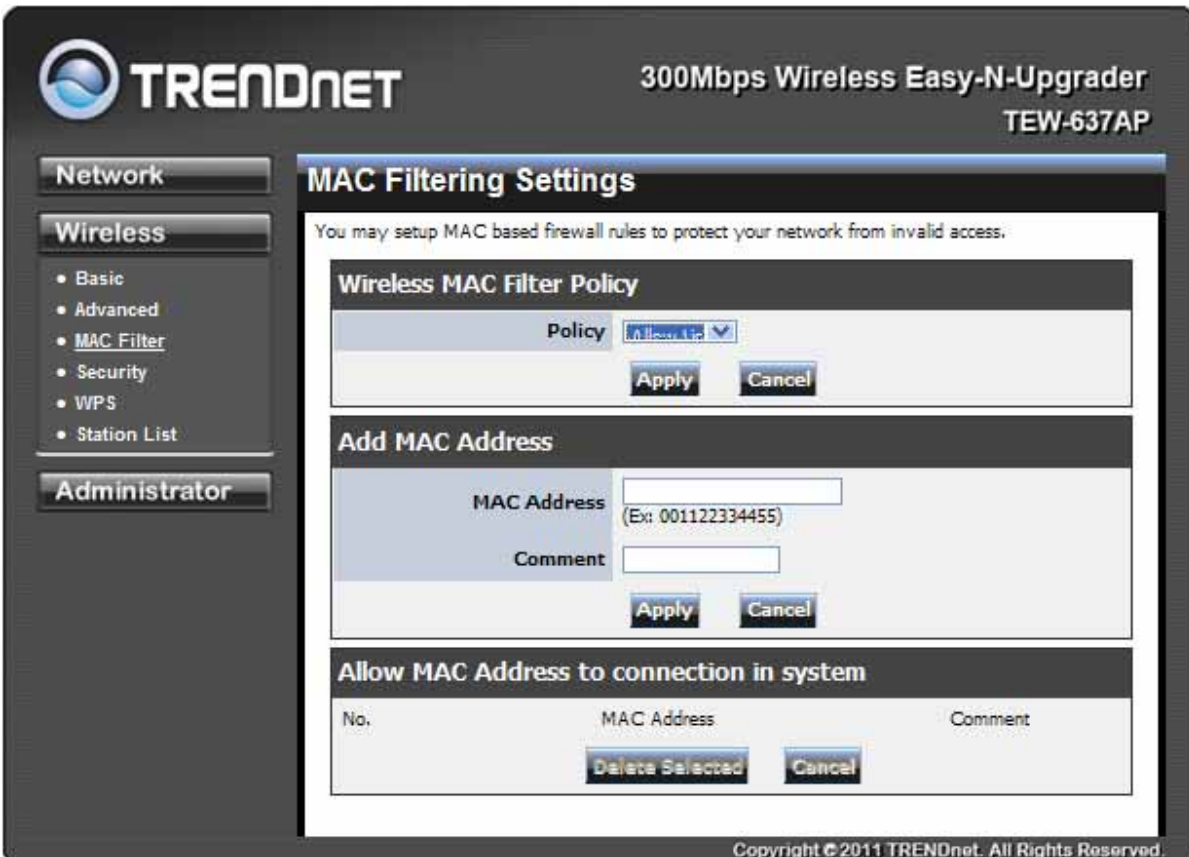 TRENDNET
300Mbps Wireless Easy-N-Upgrader
TEW-637AP
Network
Wireless
• Basic
• Advanced
• MAC Filter
• Security
• WPS
• Station List
Administrator
MAC Filtering Settings
You may setup MAC based firewall rules to protect your network from invalid access.
Wireless MAC Filter Policy
Policy
Apply Cancel
Add MAC Address
MAC Address
(Ex: 001122334455)
Comment
Apply Cancel
Allow MAC Address to connection in system
No. MAC Address Comment
Delete Selected Cancel
Copyright © 2011 TRENDnet. All Rights Reserved.